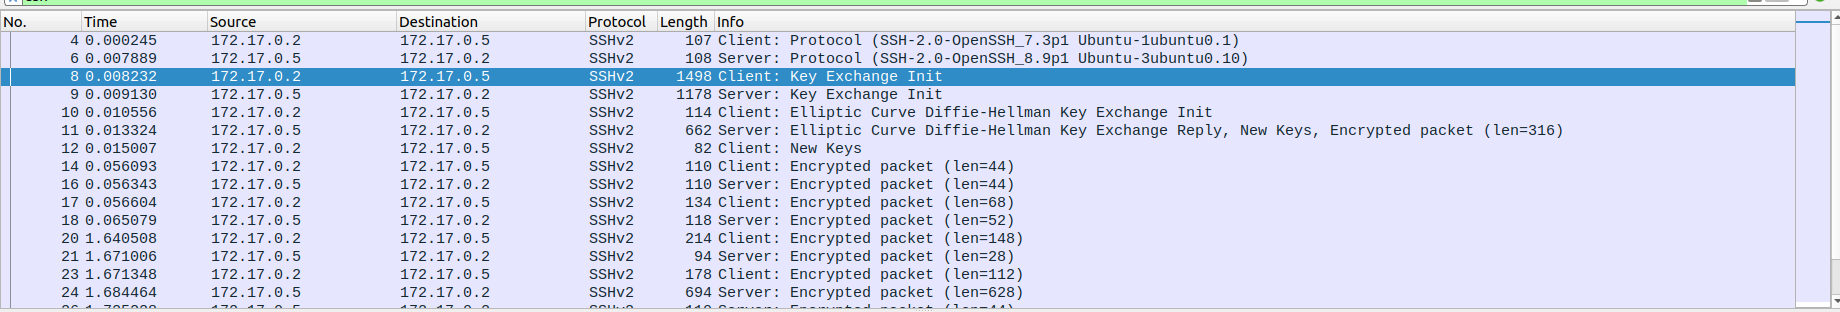 No. Time Source Destination Protocol Length Info
4 0.000245 172.17.0.2 172.17.0.5 SSHv2 107 Client: Protocol (SSH-2.0-OpenSSH_7.3p1 Ubuntu-1ubuntu0.1)
6 0.007889 172.17.0.5 172.17.0.2 SSHv2 108 Server: Protocol (SSH-2.0-OpenSSH_8.9p1 Ubuntu-3ubuntu0.10)
8 0.008232 172.17.0.2 172.17.0.5 SSHv2 1498 Client: Key Exchange Init
9 0.009130 172.17.0.5 172.17.0.2 SSHv2 1178 Server: Key Exchange Init
10 0.010556 172.17.0.2 172.17.0.5 SSHv2 114 Client: Elliptic Curve Diffie-Hellman Key Exchange Init
11 0.013324 172.17.0.5 172.17.0.2 SSHv2 662 Server: Elliptic Curve Diffie-Hellman Key Exchange Reply, New Keys, Encrypted packet (len=316)
12 0.015007 172.17.0.2 172.17.0.5 SSHv2 82 Client: New Keys
14 0.056093 172.17.0.2 172.17.0.5 SSHv2 110 Client: Encrypted packet (len=44)
16 0.056343 172.17.0.5 172.17.0.2 SSHv2 110 Server: Encrypted packet (len=44)
17 0.056604 172.17.0.2 172.17.0.5 SSHv2 134 Client: Encrypted packet (len=68)
18 0.065079 172.17.0.5 172.17.0.2 SSHv2 118 Server: Encrypted packet (len=52)
20 1.640508 172.17.0.2 172.17.0.5 SSHv2 214 Client: Encrypted packet (len=148)
21 1.671006 172.17.0.5 172.17.0.2 SSHv2 94 Server: Encrypted packet (len=28)
23 1.671348 172.17.0.2 172.17.0.5 SSHv2 178 Client: Encrypted packet (len=112)
24 1.684464 172.17.0.5 172.17.0.2 SSHv2 694 Server: Encrypted packet (len=628)